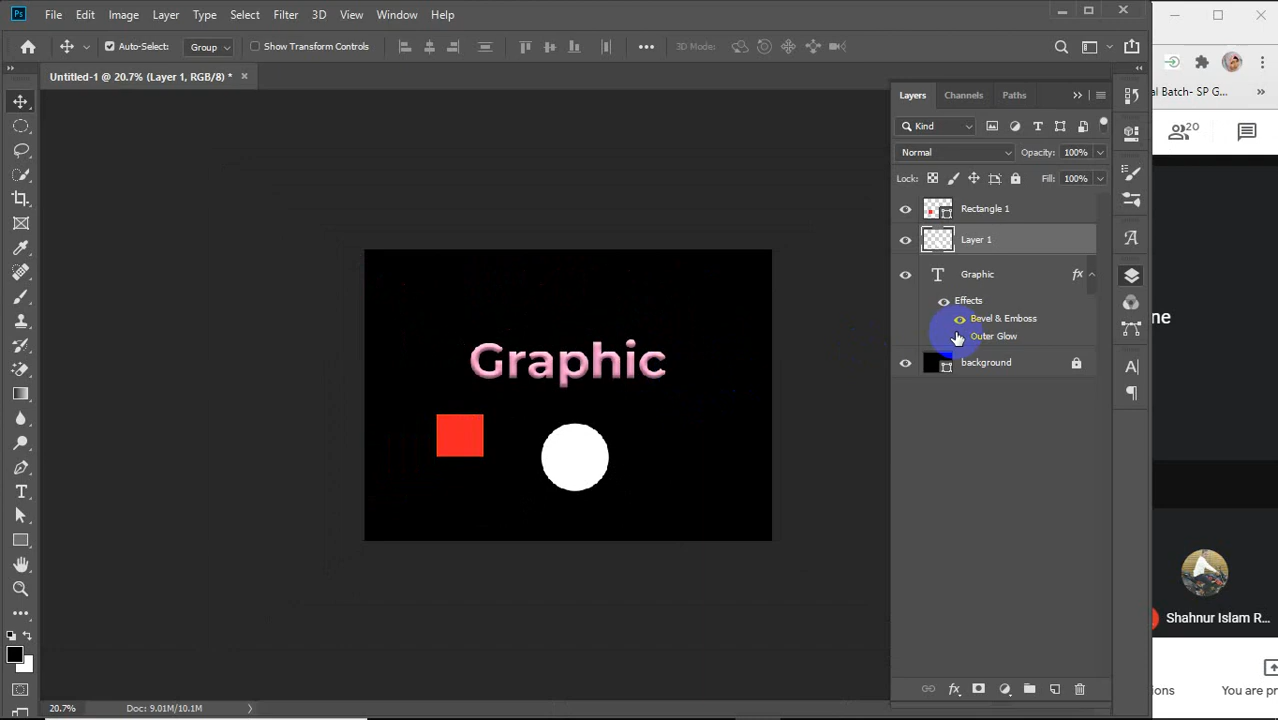 Ps File Edit Image Layer Type Select Filter 3D View Window Help
Auto-Select: Group Show Transform Controls 3D Mode:
Untitled-1 @ 20.7% (Layer 1, RGB/8) *
Layers Channels Paths
al Batch- SP G...
Kind
20
Normal Opacity: 100%
Lock: Fill: 100%
Rectangle 1
Layer 1
T Graphic fx
Effects
Bevel & Emboss
Outer Glow
ne
background
Graphic
Shahnur Islam R...
tions You are p
20.7% Doc: 9.01M/10.1M